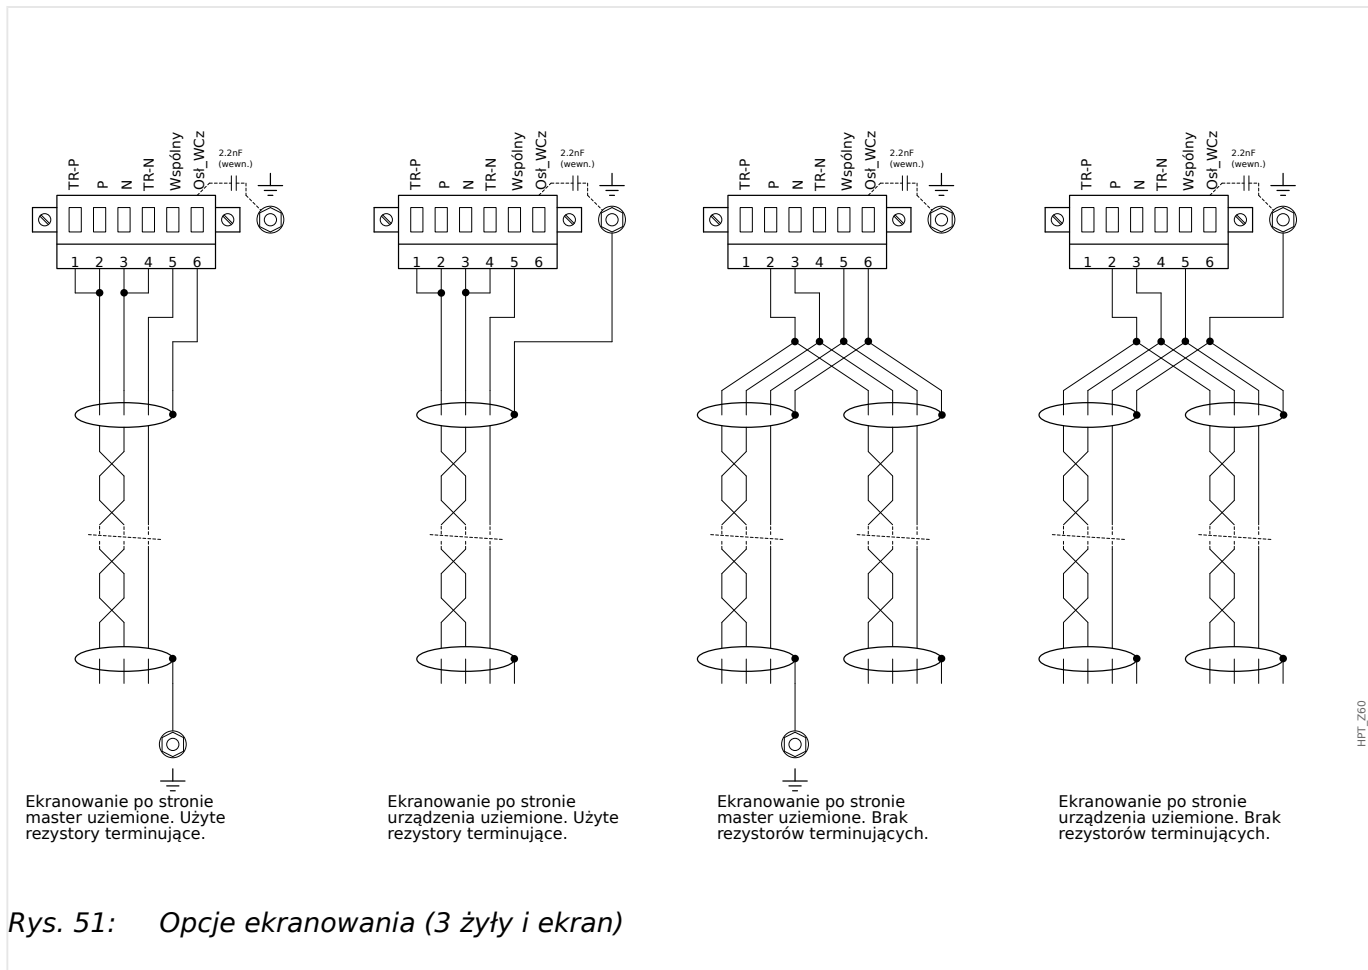 TR-P
P
N
TR-N
Wspólny
Osł_WCz
2.2nF
(wewn.)
1 2 3 4 5 6
TR-P
P
N
TR-N
Wspólny
Osł_WCz
2.2nF
(wewn.)
1 2 3 4 5 6
TR-P
P
N
TR-N
Wspólny
Osł_WCz
2.2nF
(wewn.)
1 2 3 4 5 6
TR-P
P
N
TR-N
Wspólny
Osł_WCz
2.2nF
(wewn.)
1 2 3 4 5 6
HPT_Z60
Ekranowanie po stronie
master uziemione. Użyte
rezystory terminujące.
Ekranowanie po stronie
urządzenia uziemione. Użyte
rezystory terminujące.
Ekranowanie po stronie
master uziemione. Brak
rezystorów terminujących.
Ekranowanie po stronie
urządzenia uziemione. Brak
rezystorów terminujących.
Rys. 51: Opcje ekranowania (3 żyły i ekran)